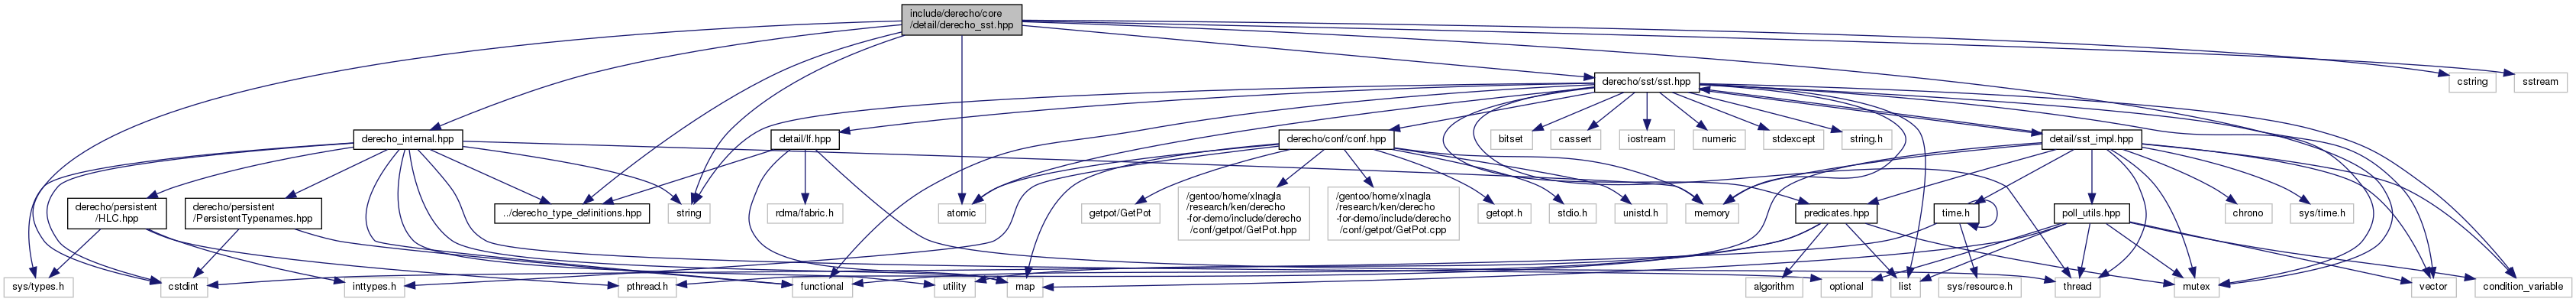 include/derecho/core
/detail/derecho_sst.hpp
derecho/sst/sst.hpp
cstring
sstream
derecho_internal.hpp
detail/lf.hpp
derecho/conf/conf.hpp
bitset
cassert
iostream
numeric
stdexcept
string.h
detail/sst_impl.hpp
derecho/persistent
/HLC.hpp
derecho/persistent
/PersistentTypenames.hpp
../derecho_type_definitions.hpp
string
rdma/fabric.h
atomic
getpot/GetPot
/gentoo/home/xlnagla
/research/ken/derecho
-for-demo/include/derecho
/conf/getpot/GetPot.hpp
/gentoo/home/xlnagla
/research/ken/derecho
-for-demo/include/derecho
/conf/getpot/GetPot.cpp
getopt.h
stdio.h
unistd.h
memory
predicates.hpp
time.h
poll_utils.hpp
chrono
sys/time.h
sys/types.h
cstdint
inttypes.h
pthread.h
functional
utility
map
algorithm
optional
list
sys/resource.h
thread
mutex
vector
condition_variable